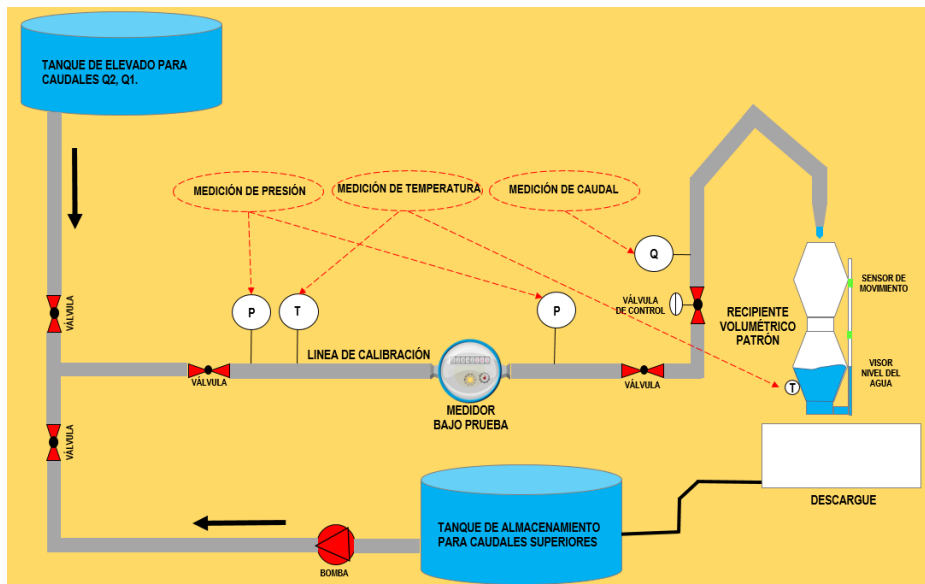 TANQUE DE ELEVADO PARA
CAUDALES Q2, Q1.
MEDICIÓN DE PRESIÓN
MEDICIÓN DE TEMPERATURA
MEDICIÓN DE CAUDAL
Q
SENSOR DE
MOVIMIENTO
VÁLVULA
VÁLVULA
DE CONTROL
RECIPIENTE
VOLUMÉTRICO
PATRÓN
P
T
P
LINEA DE CALIBRACIÓN
VÁLVULA
VÁLVULA
VISOR
NIVEL DEL
AGUA
T
MEDIDOR
BAJO PRUEBA
VÁLVULA
DESCARGUE
TANQUE DE ALMACENAMIENTO
PARA CAUDALES SUPERIORES
BOMBA